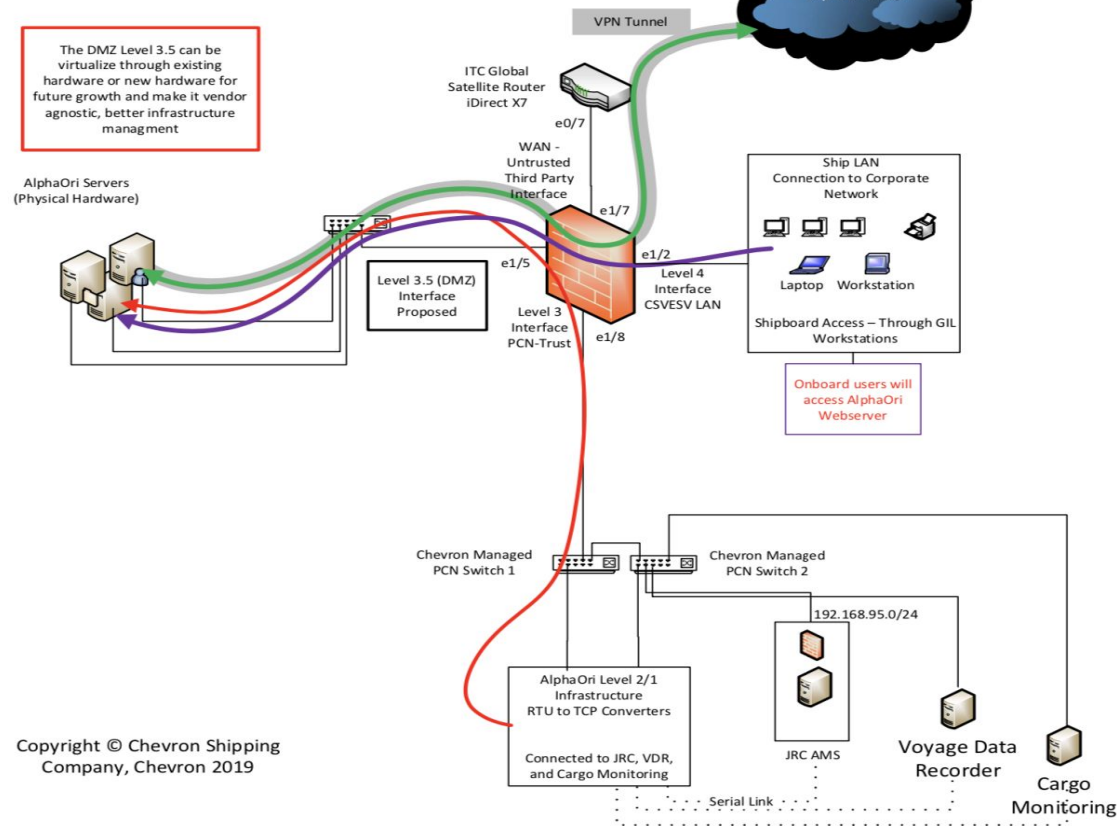 VPN Tunnel
The DMZ Level 3.5 can be
virtualize through existing
hardware or new hardware for
future growth and make it vendor
agnostic, better infrastructure
managment
ITC Global
Satellite Router
iDirect X7
e0/7
WAN -
Untrusted
Third Party
Interface
e1/7
AlphaOri Servers
(Physical Hardware)
Ship LAN
Connection to Corporate
Network
Laptop
Workstation
Shipboard Access – Through GIL
Workstations
e1/5
e1/2
Level 4
Interface
CSVESV LAN
Level 3.5 (DMZ)
Interface
Proposed
Level 3
Interface
PCN-Trust
e1/8
Onboard users will
access AlphaOri
Webserver
Chevron Managed
PCN Switch 1
Chevron Managed
PCN Switch 2
192.168.95.0/24
AlphaOri Level 2/1
Infrastructure
RTU to TCP Converters
Connected to JRC, VDR,
and Cargo Monitoring
JRC AMS
Voyage Data
Recorder
Cargo
Monitoring
Serial Link
Copyright © Chevron Shipping
Company, Chevron 2019